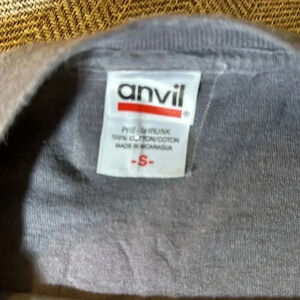 anvil
®
PRE-SHRUNK
100% COTTON/COTON
MADE IN NICARAGUA
-S-